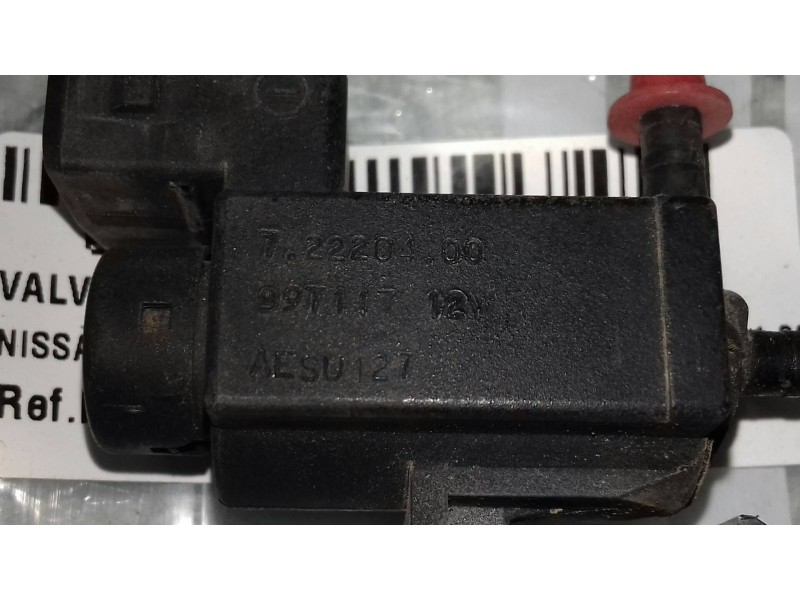 7.22204.00
99T117 12V
AESU127
VALV
NISSA
Ref.